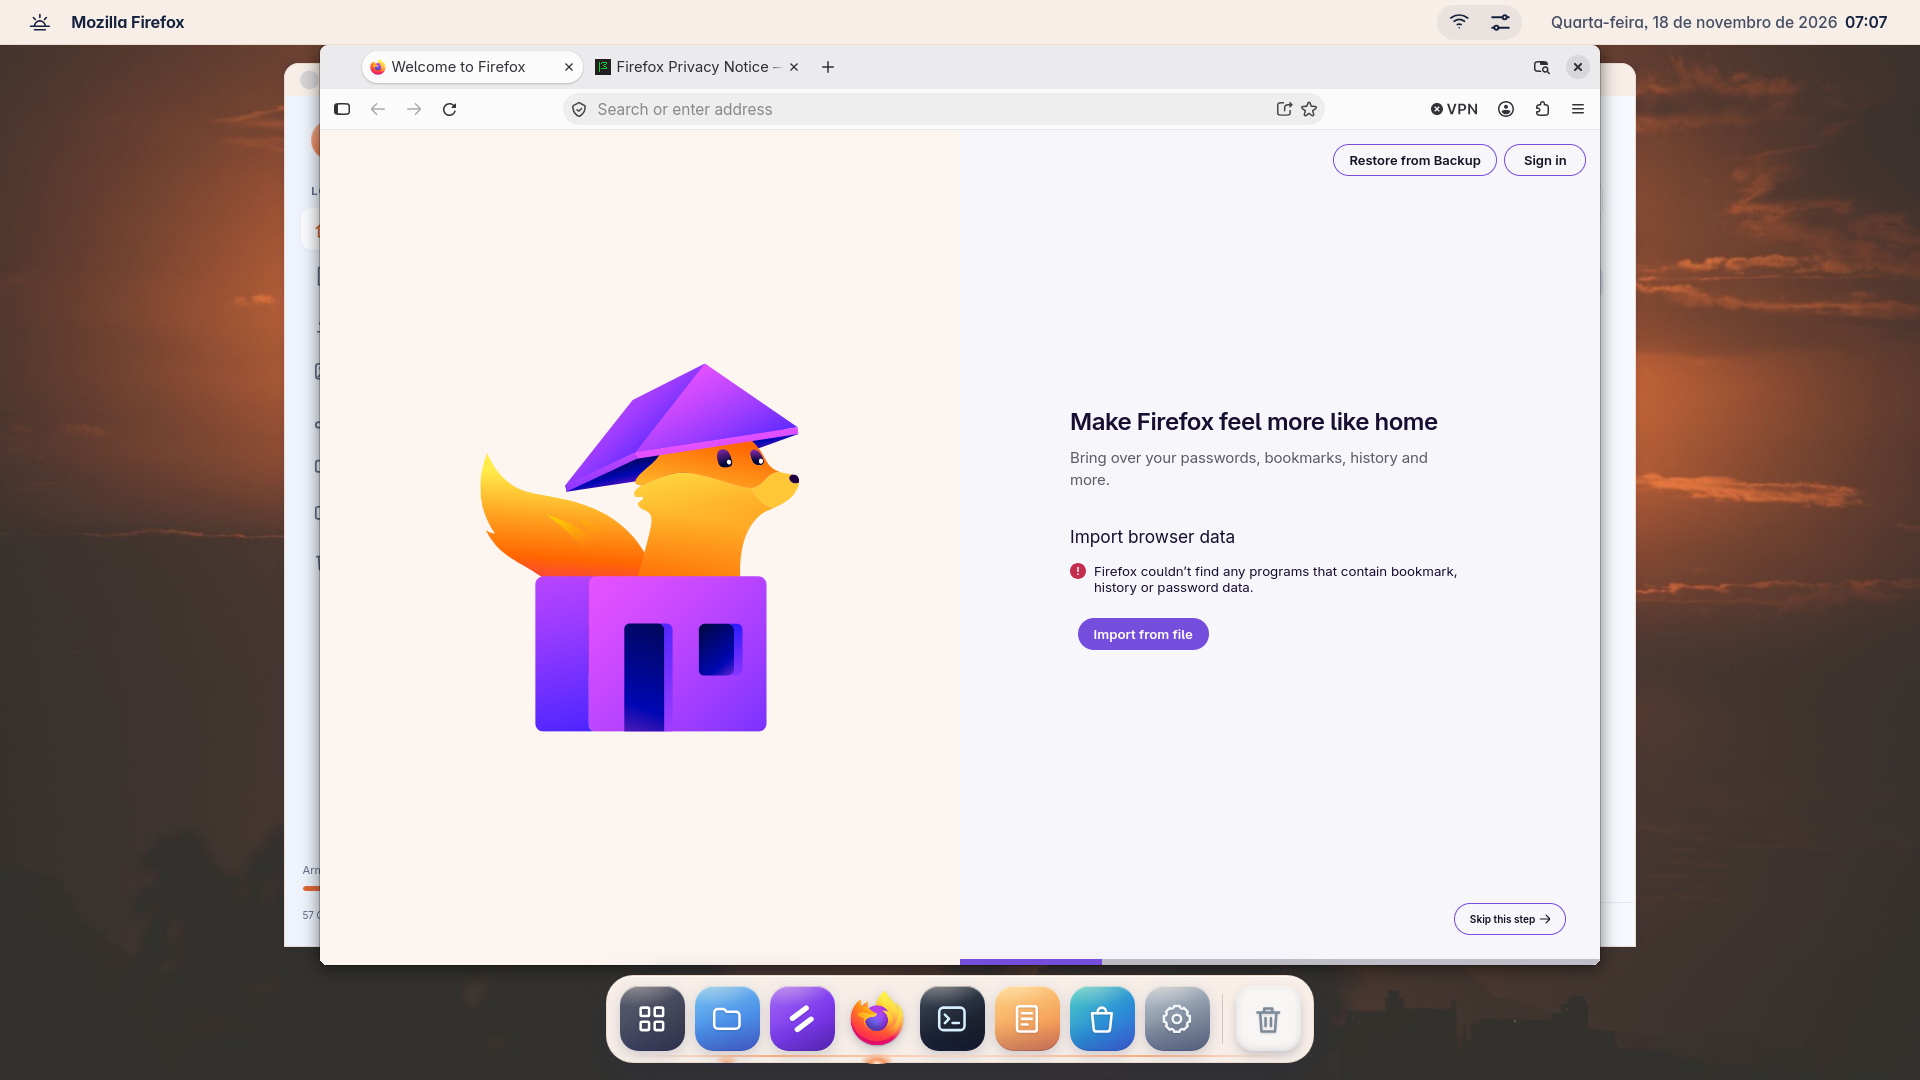 Mozilla Firefox
Quarta-feira, 18 de novembro de 2026 07:07
Welcome to Firefox
Firefox Privacy Notice
Search or enter address
VPN
Restore from Backup
Sign in
Make Firefox feel more like home
Bring over your passwords, bookmarks, history and
more.
Import browser data
Firefox couldn’t find any programs that contain bookmark,
history or password data.
Import from file
Skip this step
57